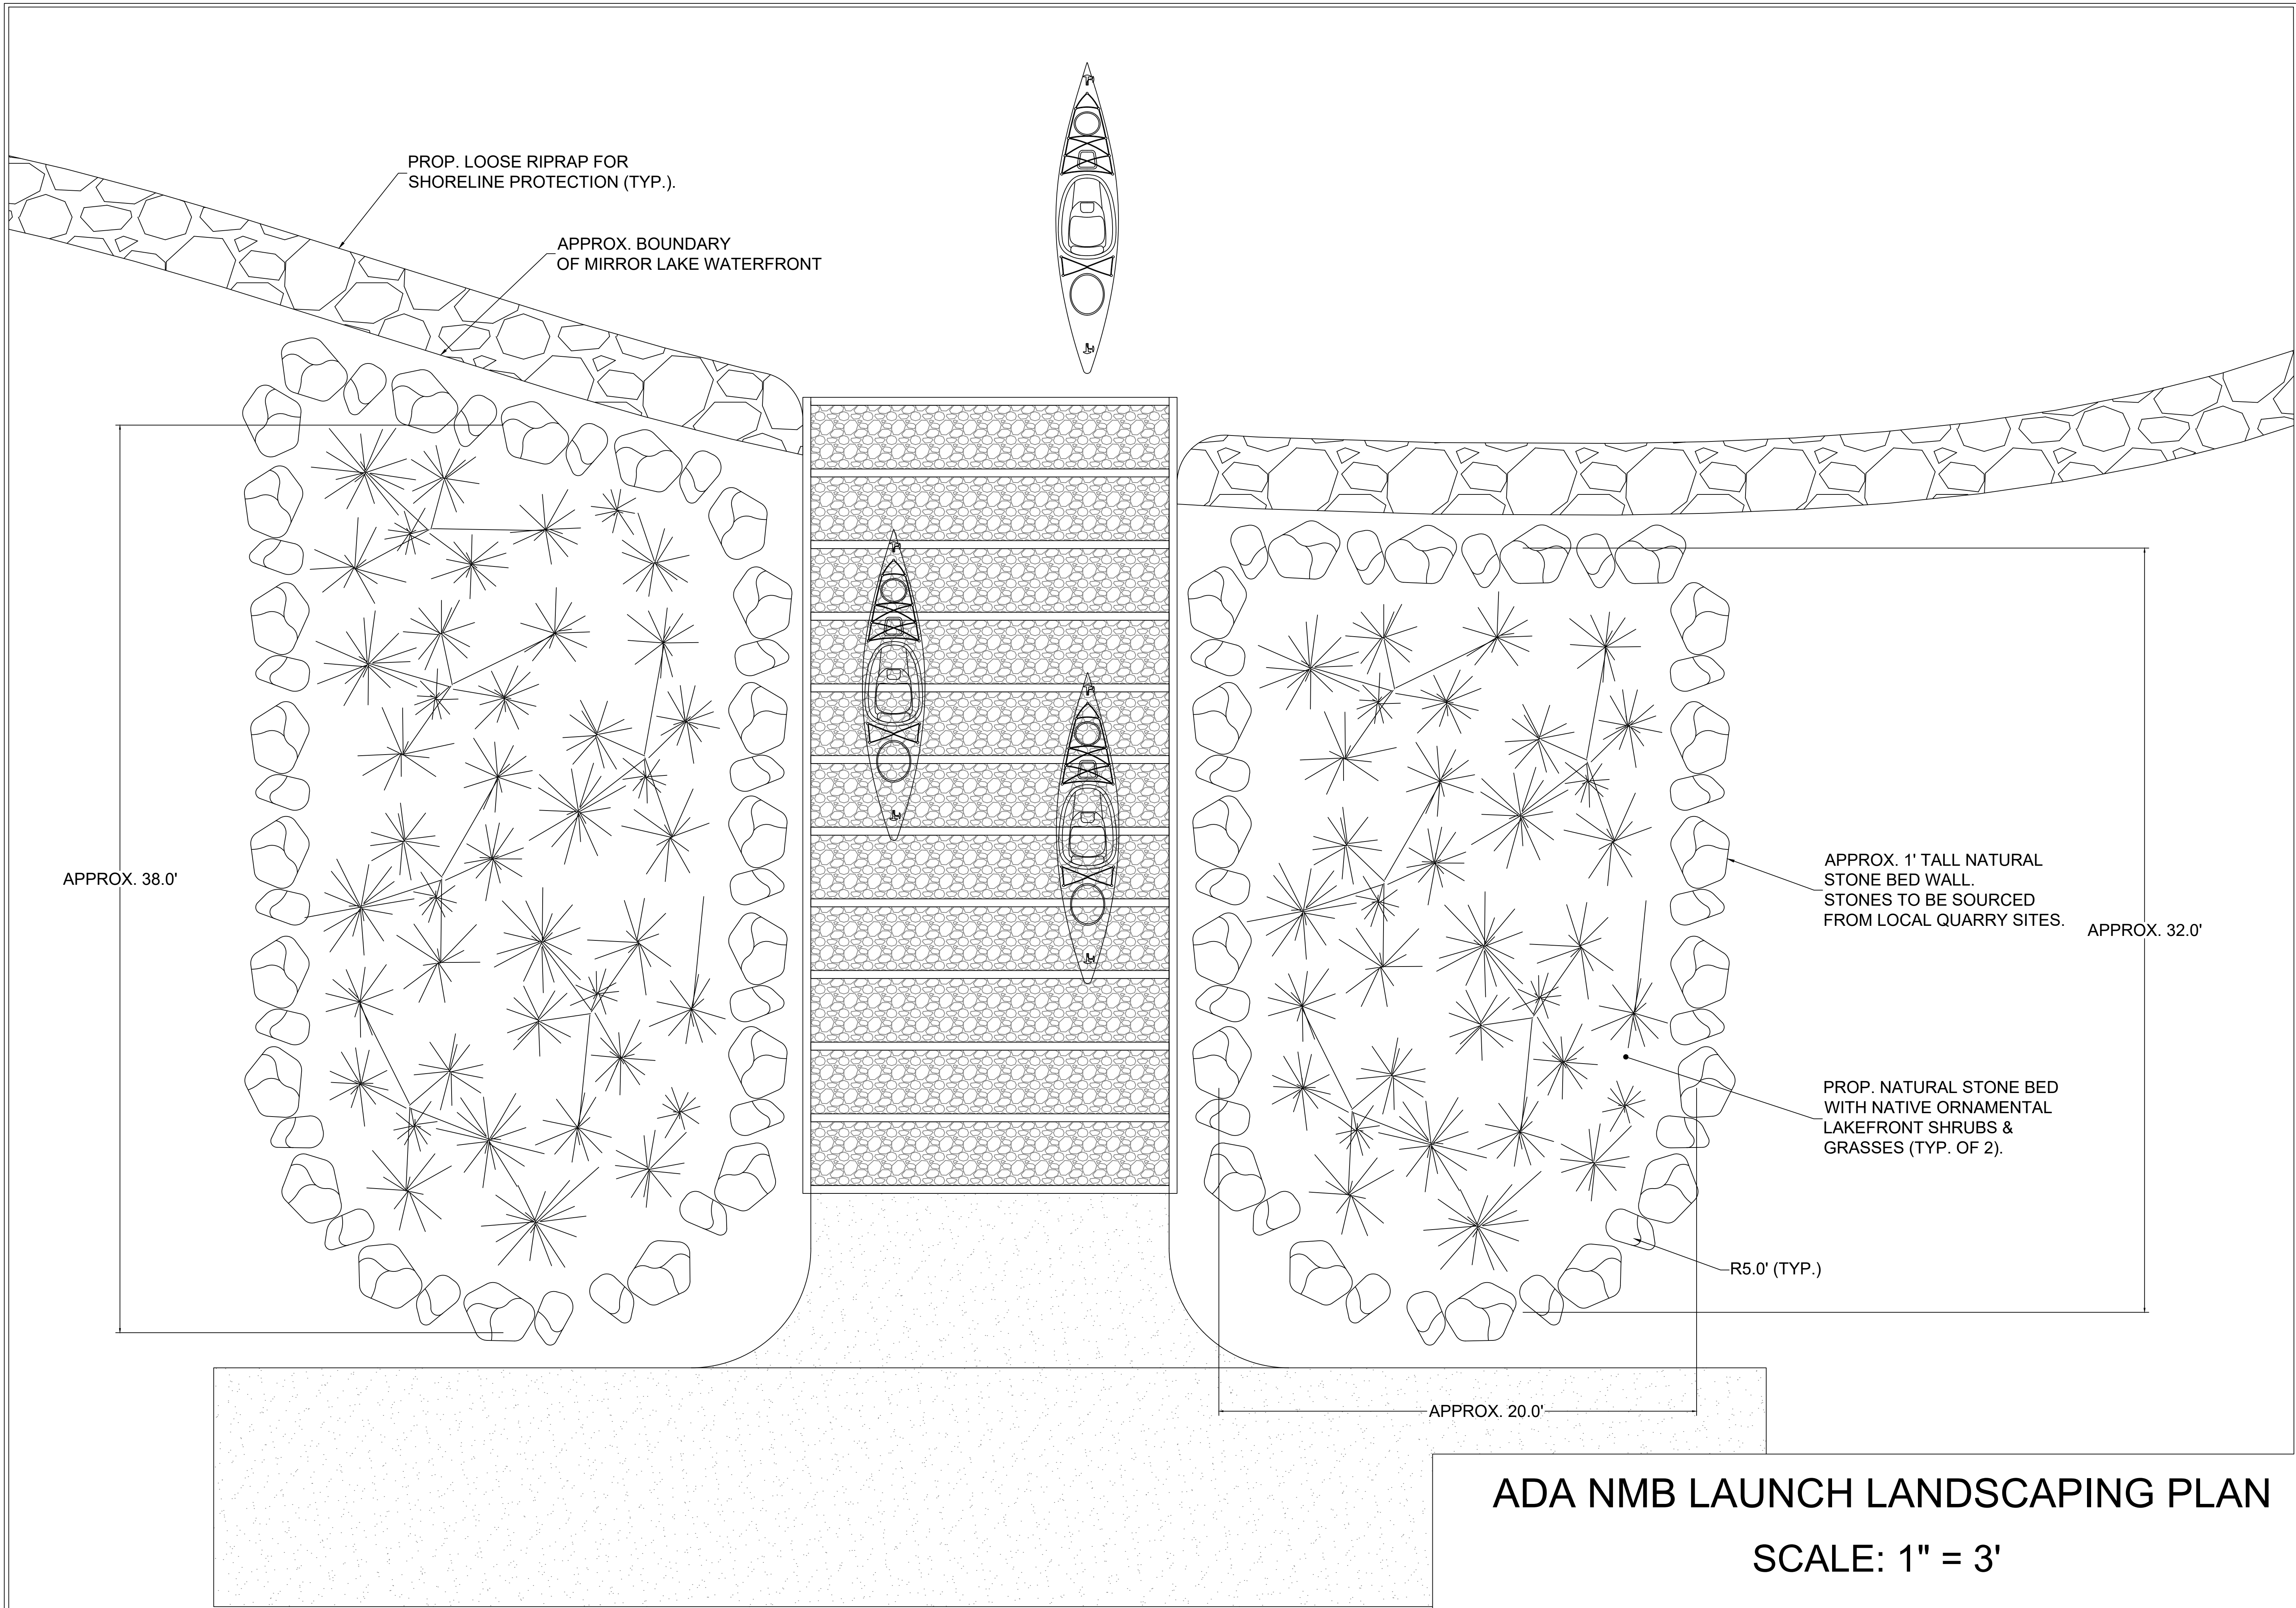 PROP. LOOSE RIPRAP FOR
SHORELINE PROTECTION (TYP.).
APPROX. BOUNDARY
OF MIRROR LAKE WATERFRONT
APPROX. 38.0'
APPROX. 1' TALL NATURAL
STONE BED WALL.
STONES TO BE SOURCED
FROM LOCAL QUARRY SITES.
APPROX. 32.0'
PROP. NATURAL STONE BED
WITH NATIVE ORNAMENTAL
LAKEFRONT SHRUBS &
GRASSES (TYP. OF 2).
R5.0' (TYP.)
APPROX. 20.0'
ADA NMB LAUNCH LANDSCAPING PLAN
SCALE: 1" = 3'